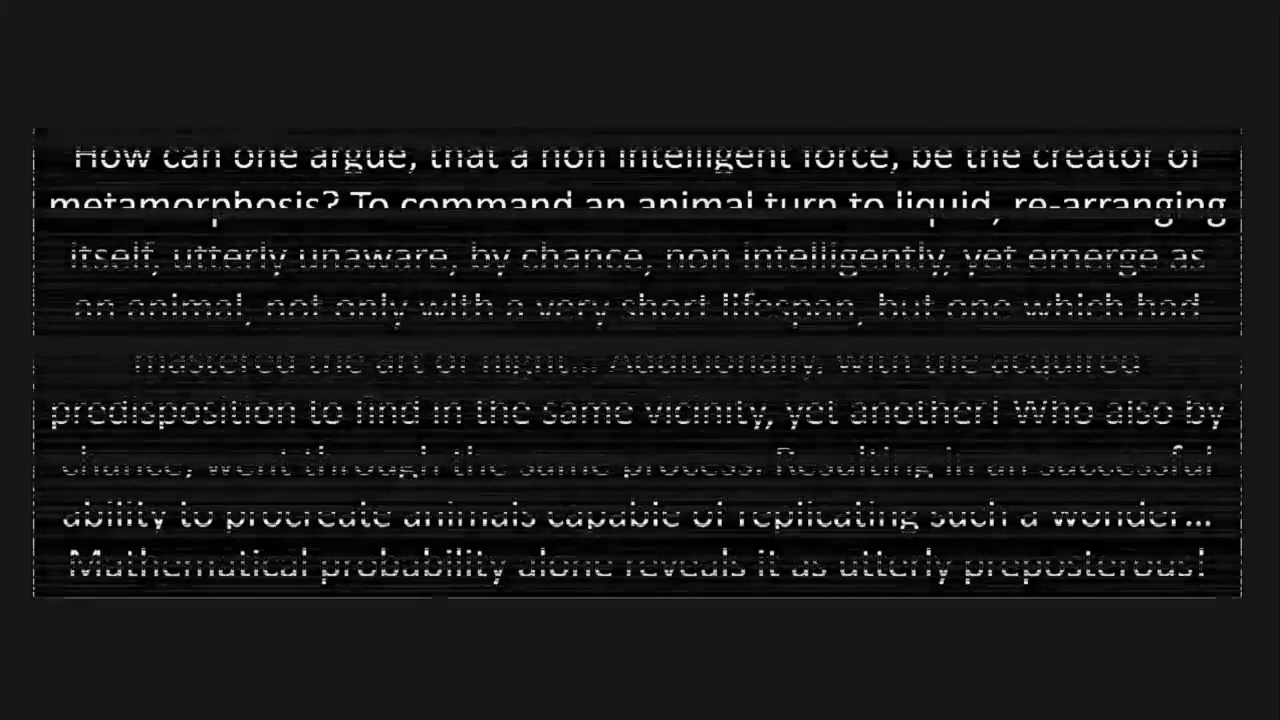 How can one argue, that a non intelligent force, be the creator of
metamorphosis? To command an animal turn to liquid, re-arranging
itself, utterly unaware, by chance, non intelligently, yet emerge as
an animal, not only with a very short lifespan, but one which had
mastered the art of flight... Additionally, with the acquired
predisposition to find in the same vicinity, yet another! Who also by
chance, went through the same process. Resulting in an successful
ability to procreate animals capable of replicating such a wonder...
Mathematical probability alone reveals it as utterly preposterous!